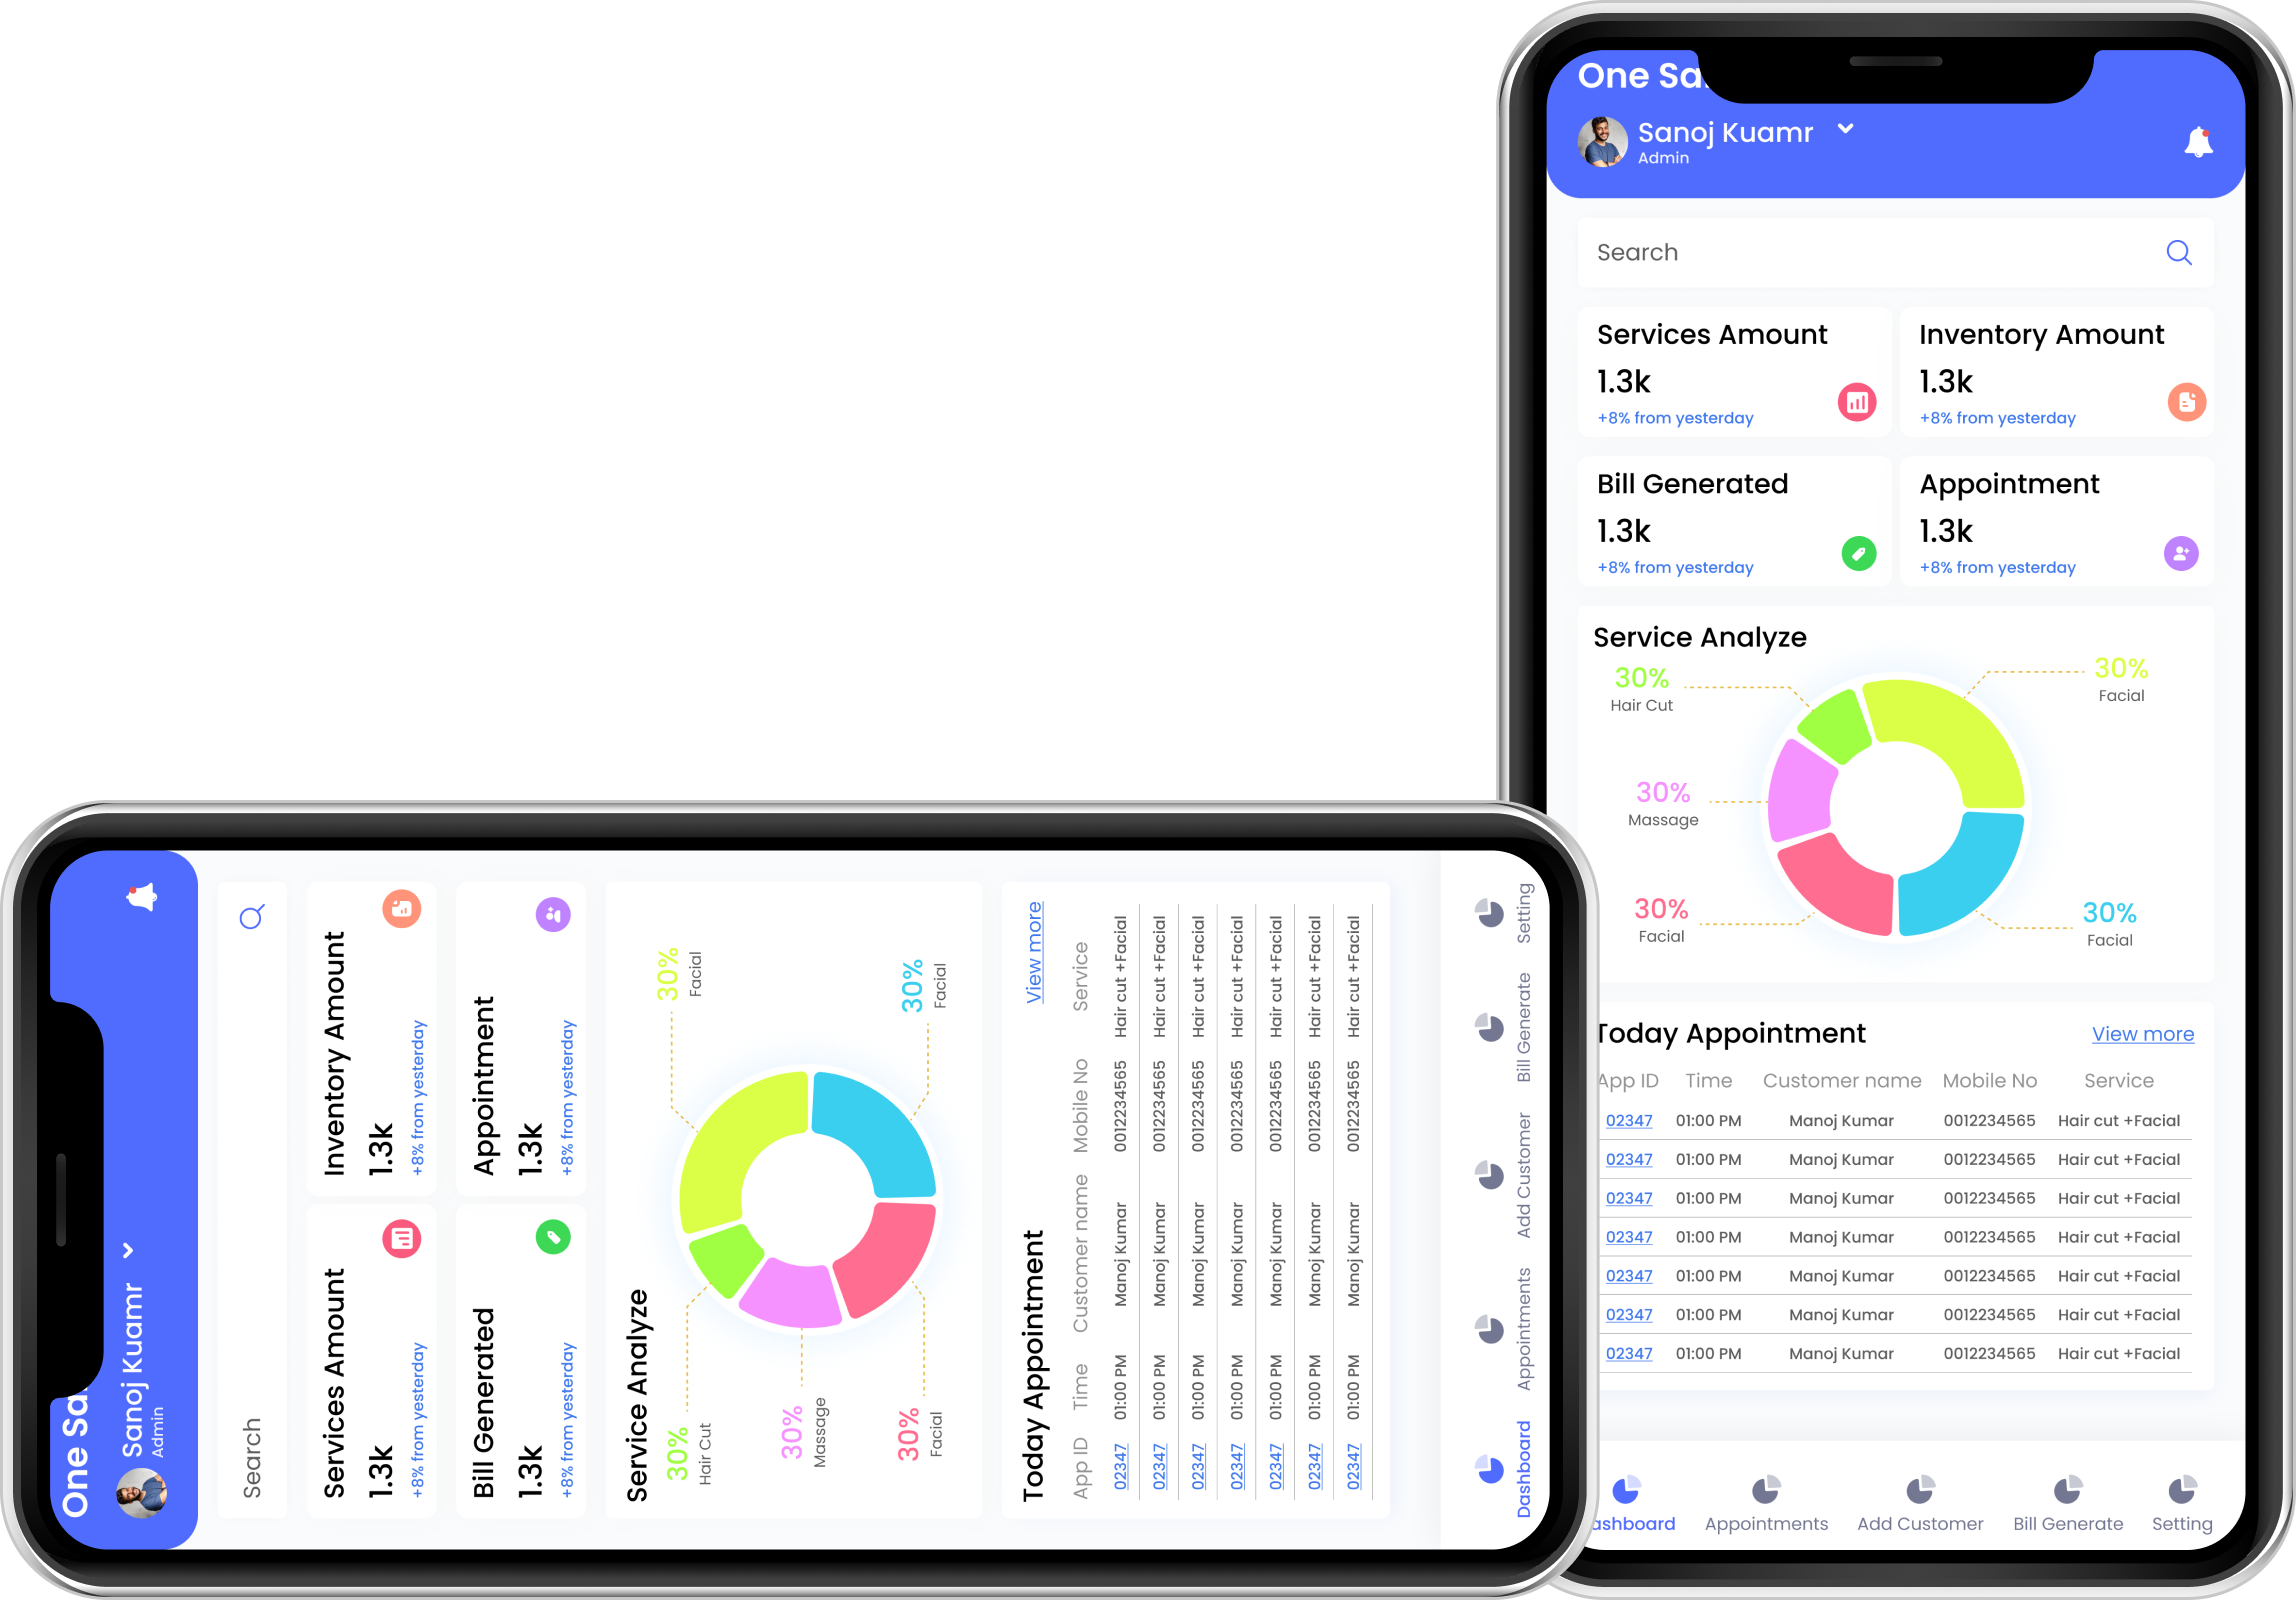 One Sa
Sanoj Kuamr
Admin
Search
Services Amount
1.3k
+8% from yesterday
Inventory Amount
1.3k
+8% from yesterday
Bill Generated
1.3k
+8% from yesterday
Appointment
1.3k
+8% from yesterday
Service Analyze
30%
Hair Cut
30%
Facial
30%
Massage
30%
Facial
30%
Facial
Today Appointment View more
App ID Time Customer name Mobile No Service
02347 01:00 PM Manoj Kumar 0012234565 Hair cut +Facial
02347 01:00 PM Manoj Kumar 0012234565 Hair cut +Facial
02347 01:00 PM Manoj Kumar 0012234565 Hair cut +Facial
02347 01:00 PM Manoj Kumar 0012234565 Hair cut +Facial
02347 01:00 PM Manoj Kumar 0012234565 Hair cut +Facial
02347 01:00 PM Manoj Kumar 0012234565 Hair cut +Facial
02347 01:00 PM Manoj Kumar 0012234565 Hair cut +Facial
Dashboard Appointments Add Customer Bill Generate Setting
One Sa
Sanoj Kuamr
Admin
Search
Services Amount
1.3k
+8% from yesterday
Inventory Amount
1.3k
+8% from yesterday
Bill Generated
1.3k
+8% from yesterday
Appointment
1.3k
+8% from yesterday
Service Analyze
30%
Hair Cut
30%
Facial
30%
Massage
30%
Facial
30%
Facial
Today Appointment View more
App ID Time Customer name Mobile No Service
02347 01:00 PM Manoj Kumar 0012234565 Hair cut +Facial
02347 01:00 PM Manoj Kumar 0012234565 Hair cut +Facial
02347 01:00 PM Manoj Kumar 0012234565 Hair cut +Facial
02347 01:00 PM Manoj Kumar 0012234565 Hair cut +Facial
02347 01:00 PM Manoj Kumar 0012234565 Hair cut +Facial
02347 01:00 PM Manoj Kumar 0012234565 Hair cut +Facial
02347 01:00 PM Manoj Kumar 0012234565 Hair cut +Facial
ashboard Appointments Add Customer Bill Generate Setting